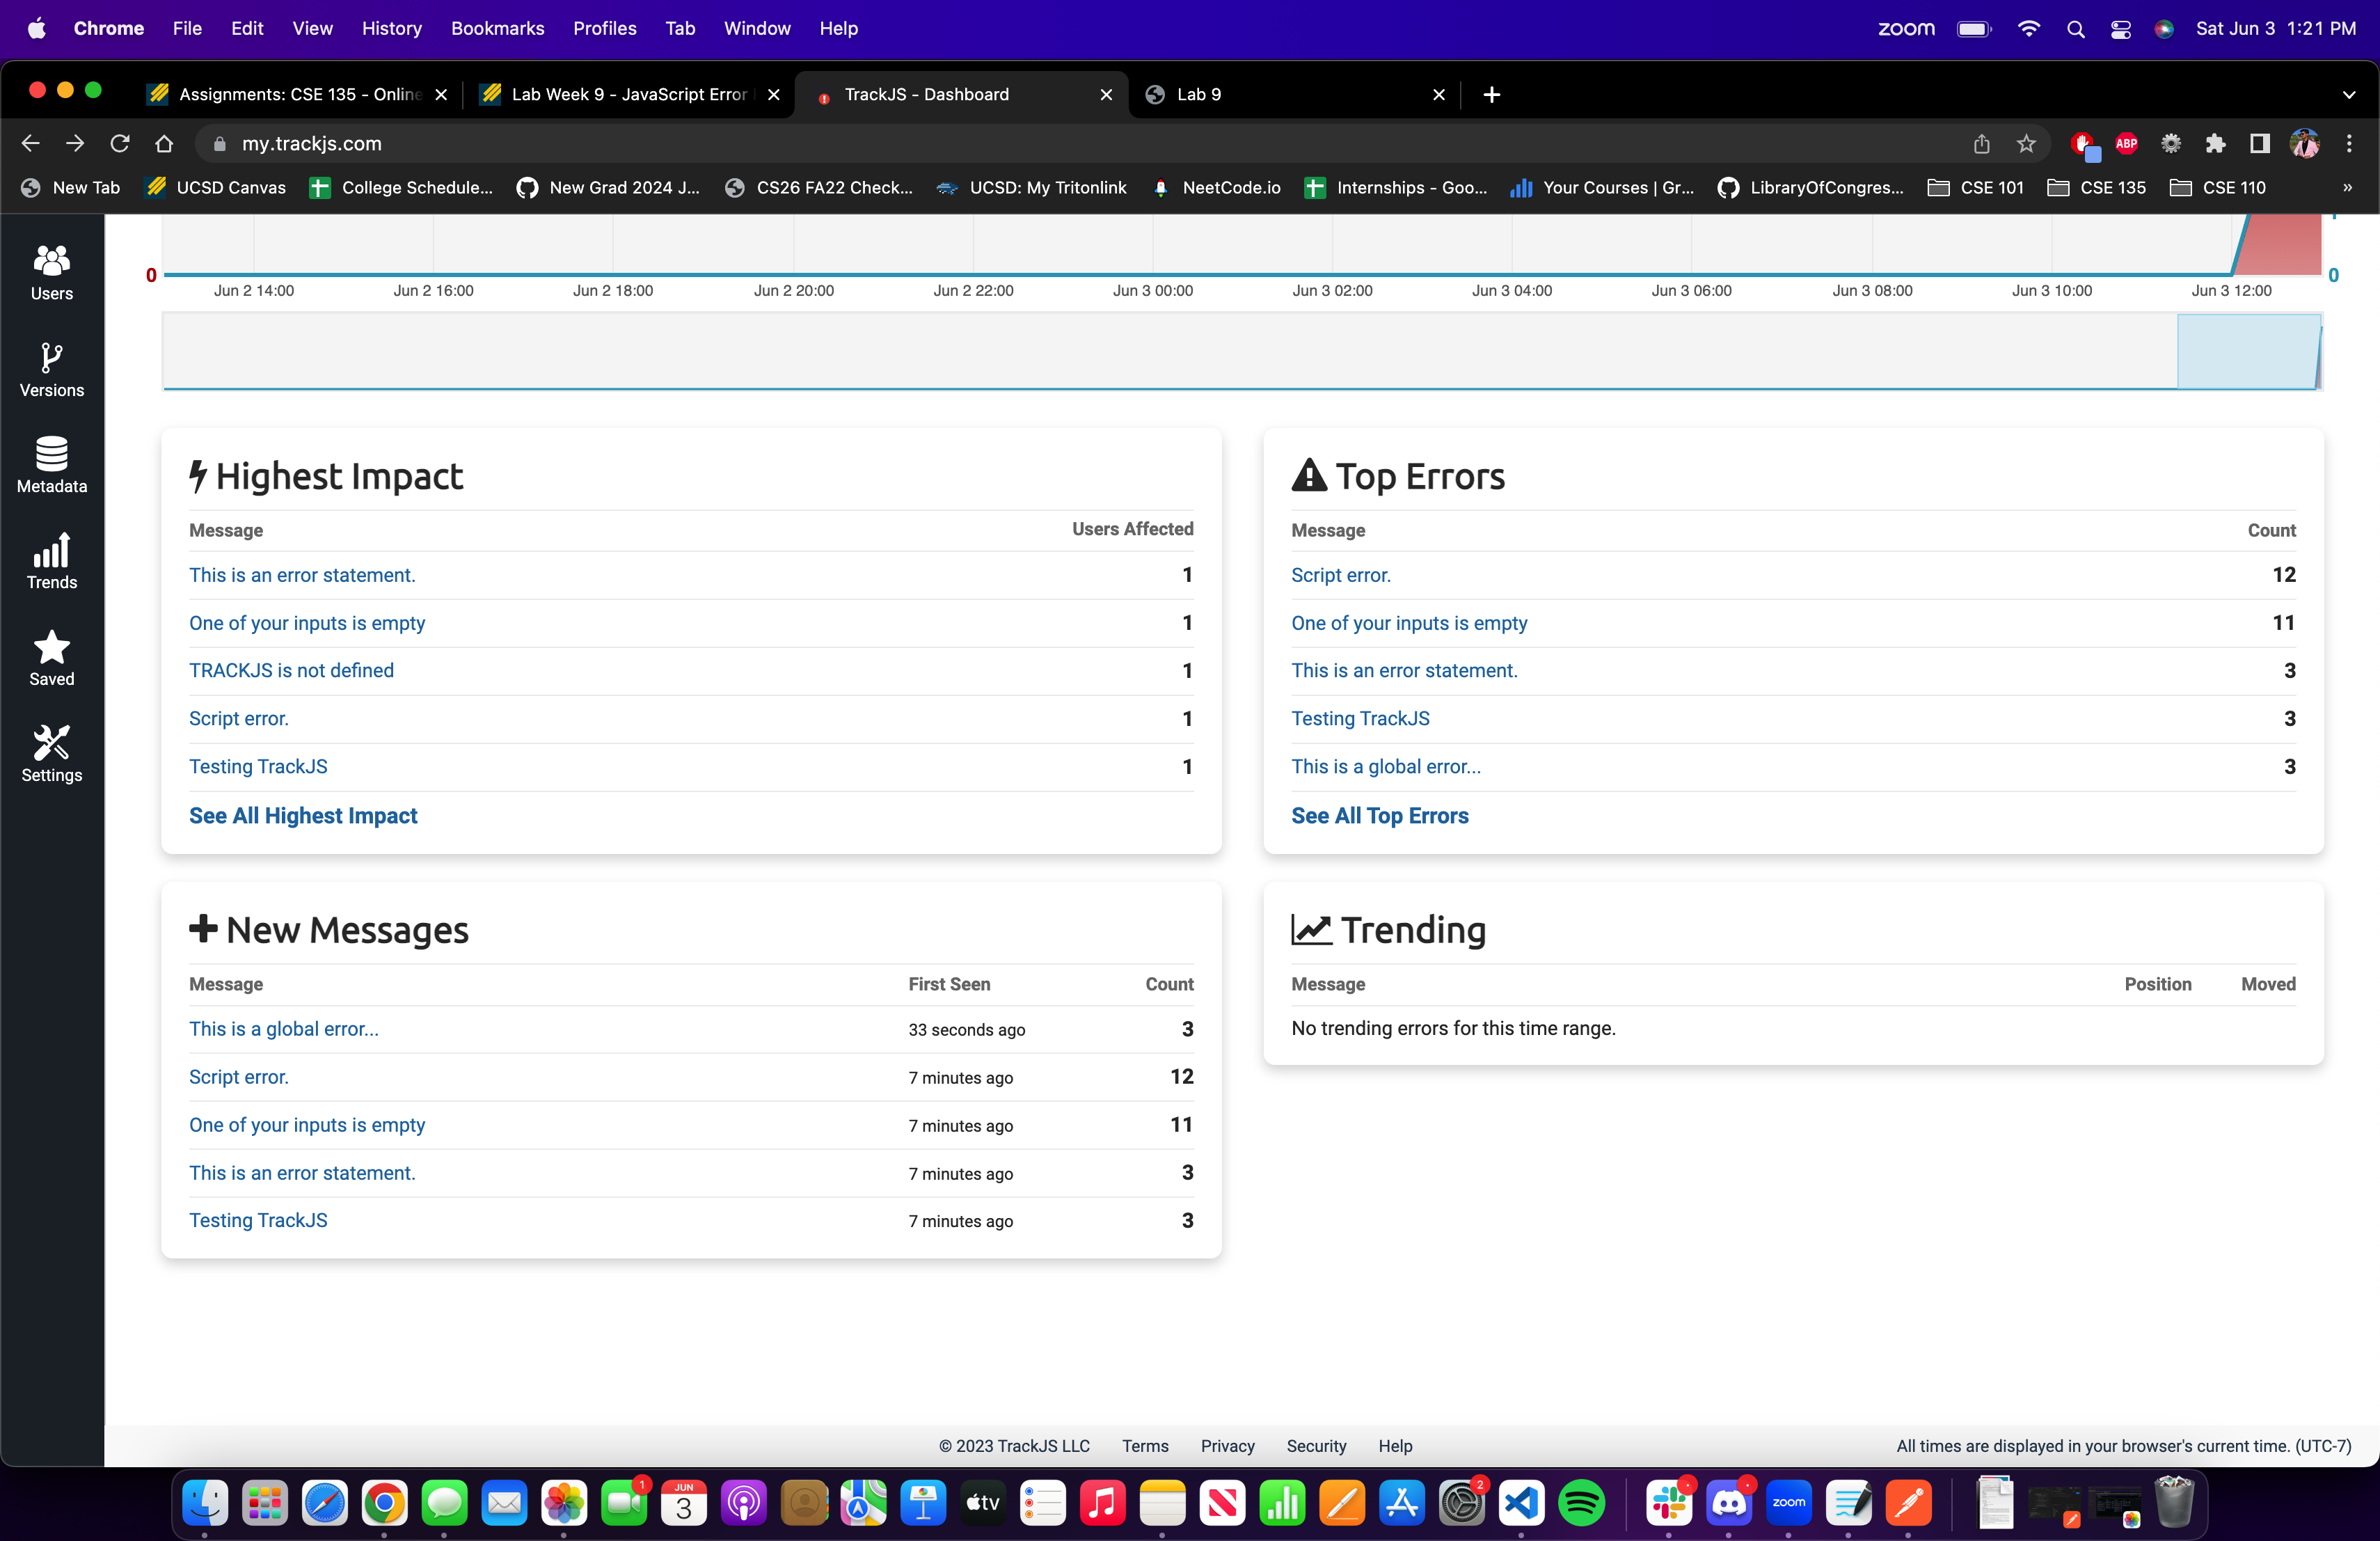 Chrome File Edit View History Bookmarks Profiles Tab Window Help zoom Sat Jun 3 1:21 PM
Assignments: CSE 135 - Online Lab Week 9 - JavaScript Error TrackJS - Dashboard Lab 9
my.trackjs.com ABP
New Tab UCSD Canvas College Schedule... New Grad 2024 J... CS26 FA22 Check... UCSD: My Tritonlink NeetCode.io Internships - Goo... Your Courses | Gr... LibraryOfCongres... CSE 101 CSE 135 CSE 110 »
Users
Versions
Metadata
Trends
Saved
Settings
0 0
Jun 2 14:00 Jun 2 16:00 Jun 2 18:00 Jun 2 20:00 Jun 2 22:00 Jun 3 00:00 Jun 3 02:00 Jun 3 04:00 Jun 3 06:00 Jun 3 08:00 Jun 3 10:00 Jun 3 12:00
Highest Impact
Message Users Affected
This is an error statement. 1
One of your inputs is empty 1
TRACKJS is not defined 1
Script error. 1
Testing TrackJS 1
See All Highest Impact
Top Errors
Message Count
Script error. 12
One of your inputs is empty 11
This is an error statement. 3
Testing TrackJS 3
This is a global error... 3
See All Top Errors
New Messages
Message First Seen Count
This is a global error... 33 seconds ago 3
Script error. 7 minutes ago 12
One of your inputs is empty 7 minutes ago 11
This is an error statement. 7 minutes ago 3
Testing TrackJS 7 minutes ago 3
Trending
Message Position Moved
No trending errors for this time range.
© 2023 TrackJS LLC Terms Privacy Security Help All times are displayed in your browser's current time. (UTC-7)
1 JUN 3 tv 2 zoom